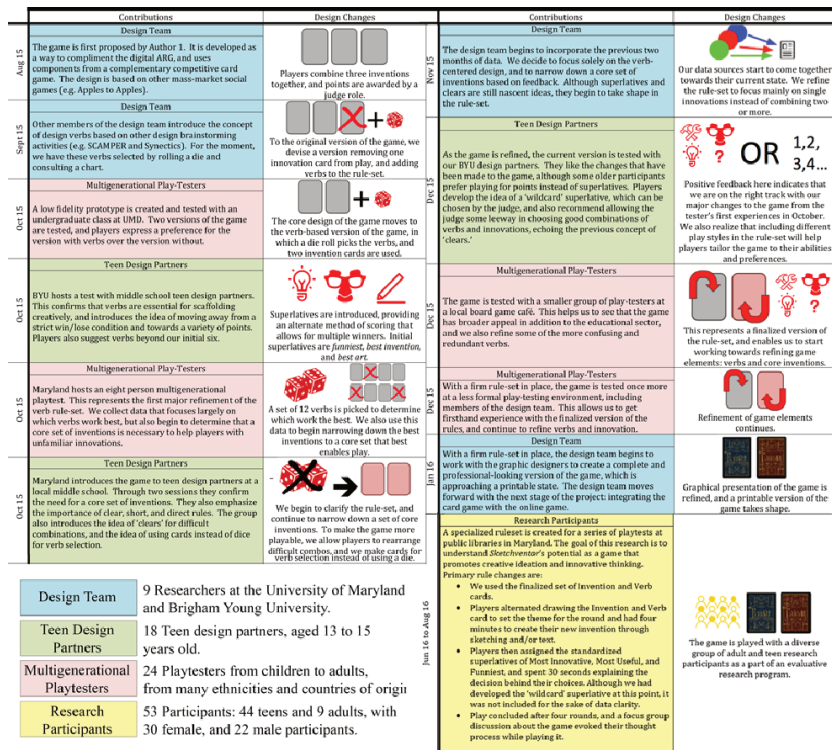 Contributions
Design Changes
Aug 15
Design Team
The game is first proposed by Author 1. It is developed as
a way to compliment the digital ARG, and uses
components from a complementary competitive card
game. The design is based on other mass-market social
games (e.g. Apples to Apples).
Players combine three inventions
together, and points are awarded by a
judge role.
Sept 15
Design Team
Other members of the design team introduce the concept
of design verbs based on other design brainstorming
activities (e.g. SCAMPER and Synectics). For the moment,
we have these verbs selected by rolling a die and
consulting a chart.
To the original version of the game, we
devise a version removing one
innovation card from play, and adding
verbs to the rule-set.
Oct 15
Multigenerational Play-Testers
A low fidelity prototype is created and tested with an
undergraduate class at UMD. Two versions of the game
are tested, and players express a preference for the
version with verbs over the version without.
The core design of the game moves to
the verb-based version of the game, in
which a die roll picks the verbs, and
two invention cards are used.
Oct 15
Teen Design Partners
BYU hosts a test with middle school teen design partners.
This confirms that verbs are essential for scaffolding
creatively, and introduces the idea of moving away from a
strict win/lose condition and towards a variety of points.
Players also suggest verbs beyond our initial six.
Superlatives are introduced, providing
an alternate method of scoring that
allows for multiple winners. Initial
superlatives are funniest, best invention,
and best art.
Oct 15
Multigenerational Play-Testers
Maryland hosts an eight person multigenerational
playtest. This represents the first major refinement of the
verb rule-set. We collect data that focuses largely on
which verbs work best, but also begin to determine that a
core set of inventions is necessary to help players with
unfamiliar innovations.
A set of 12 verbs is picked to determine
which work the best. We also use this
data to begin narrowing down the best
inventions to a core set that best
enables play.
Oct 15
Teen Design Partners
Maryland introduces the game to teen design partners at a
local middle school. Through two sessions they confirm
the need for a core set of inventions. They also emphasize
the importance of clear, short, and direct rules. The group
also introduces the idea of 'clears' for difficult
combinations, and the idea of using cards instead of dice
for verb selection.
We begin to clarify the rule-set, and
continue to narrow down a set of core
inventions. To make the game more
playable, we allow players to
rearrange difficult combos, and we make cards for
verb selection instead of using a die.
Design Team
9 Researchers at the University of Maryland
and Brigham Young University.
Teen Design
Partners
18 Teen design partners, aged 13 to 15
years old.
Multigenerational
Playtesters
24 Playtesters from children to adults,
from many ethnicities and countries of origin
Research
Participants
53 Participants: 44 teens and 9 adults, with
30 female, and 22 male participants.
Contributions
Design Changes
Nov 15
Design Team
The design team begins to incorporate the previous two
months of data. We decide to focus solely on the verb-
centered design, and to narrow down a core set of
inventions based on feedback. Although superlatives and
clears are still nascent ideas, they begin to take shape in
the rule-set.
Our data sources start to come together
towards their current state. We refine
the rule-set to focus mainly on single
innovations instead of combining two
or more.
Dec 15
Teen Design Partners
As the game is refined, the current version is tested with
our BYU design partners. They like the changes that have
been made to the game, although some older participants
prefer playing for points instead of superlatives. Players
develop the idea of a 'wildcard' superlative, which can be
chosen by the judge, and also recommend allowing the
judge some leeway in choosing good combinations of
verbs and innovations, echoing the previous concept of
'clears.'
?
OR
1,2,
3,4...
Positive feedback here indicates that
we are on the right track with our
major changes to the game from the
tester's first experiences in October.
We also realize that including different
play styles in the rule-set will help
players tailor the game to their abilities
and preferences.
Dec 15
Multigenerational Play-Testers
The game is tested with a smaller group of play-testers at
a local board game café. This helps us to see that the game
has broader appeal in addition to the educational sector,
and we also refine some of the more confusing and
redundant verbs.
?
This represents a finalized version of
the rule-set, and enables us to start
working towards refining game
elements: verbs and core inventions.
Dec 15
Multigenerational Play-Testers
With a firm rule-set in place, the game is tested once more
at a less formal play-testing environment, including
members of the design team. This allows us to get
firsthand experience with the finalized version of the
rules, and continue to refine verbs and innovation.
Refinement of game elements
continues.
Jan 16
Design Team
With a firm rule-set in place, the design team begins to
work with the graphic designers to create a complete and
professional-looking version of the game, which is
approaching a printable state. The design team moves
forward with the next stage of the project: integrating the
card game with the online game.
Graphical presentation of the game is
refined, and a printable version of the
game takes shape.
Jun 16 to Aug 16
Research Participants
A specialized ruleset is created for a series of playtests at
public libraries in Maryland. The goal of this research is to
understand Sketchventor's potential as a game that
promotes creative ideation and innovative thinking.
Primary rule changes are:
• We used the finalized set of Invention and Verb
cards.
• Players alternated drawing the Invention and Verb
card to set the theme for the round and had four
minutes to create their new invention through
sketching and/or text.
• Players then assigned the standardized
superlatives of Most Innovative, Most Useful, and
Funniest, and spent 30 seconds explaining the
decision behind their choices. Although we had
developed the 'wildcard' superlative at this point, it
was not included for the sake of data clarity.
• Play concluded after four rounds, and a focus group
discussion about the game evoked their thought
process while playing it.
The game is played with a diverse
group of adult and teen research
participants as a part of an evaluative
research program.